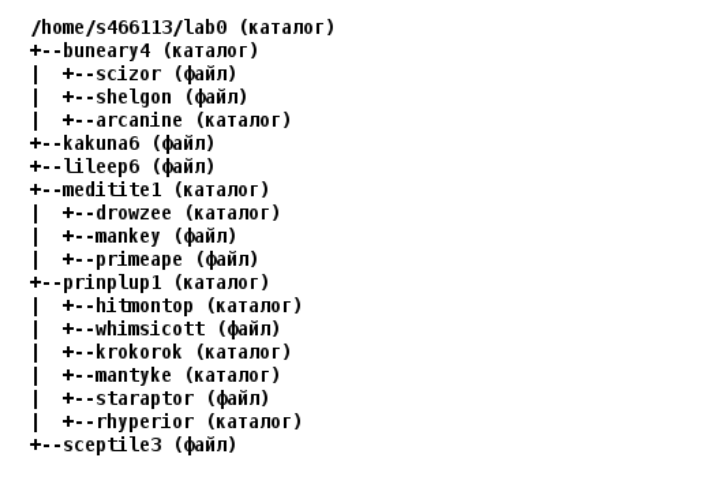 /home/s466113/lab0 (каталог)
+--buneary4 (каталог)
|  +--scizor (файл)
|  +--shelgon (файл)
|  +--arcanine (каталог)
+--kakuna6 (файл)
+--lileep6 (файл)
+--meditite1 (каталог)
|  +--drowzee (каталог)
|  +--mankey (файл)
|  +--primeape (файл)
+--prinplup1 (каталог)
|  +--hitmontop (каталог)
|  +--whimsicott (файл)
|  +--krokorok (каталог)
|  +--mantyke (каталог)
|  +--staraptor (файл)
|  +--rhyperior (каталог)
+--sceptile3 (файл)